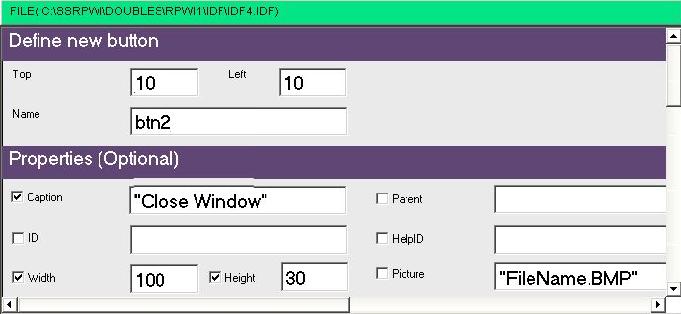 FILE( C:\SSRPWI\DOUBLES\RPWI1\IDF\IDF4.IDF)
Define new button
Top 10 Left 10
Name btn2
Properties (Optional)
Caption "Close Window" Parent
ID HelpID
Width 100 Height 30 Picture "FileName.BMP"